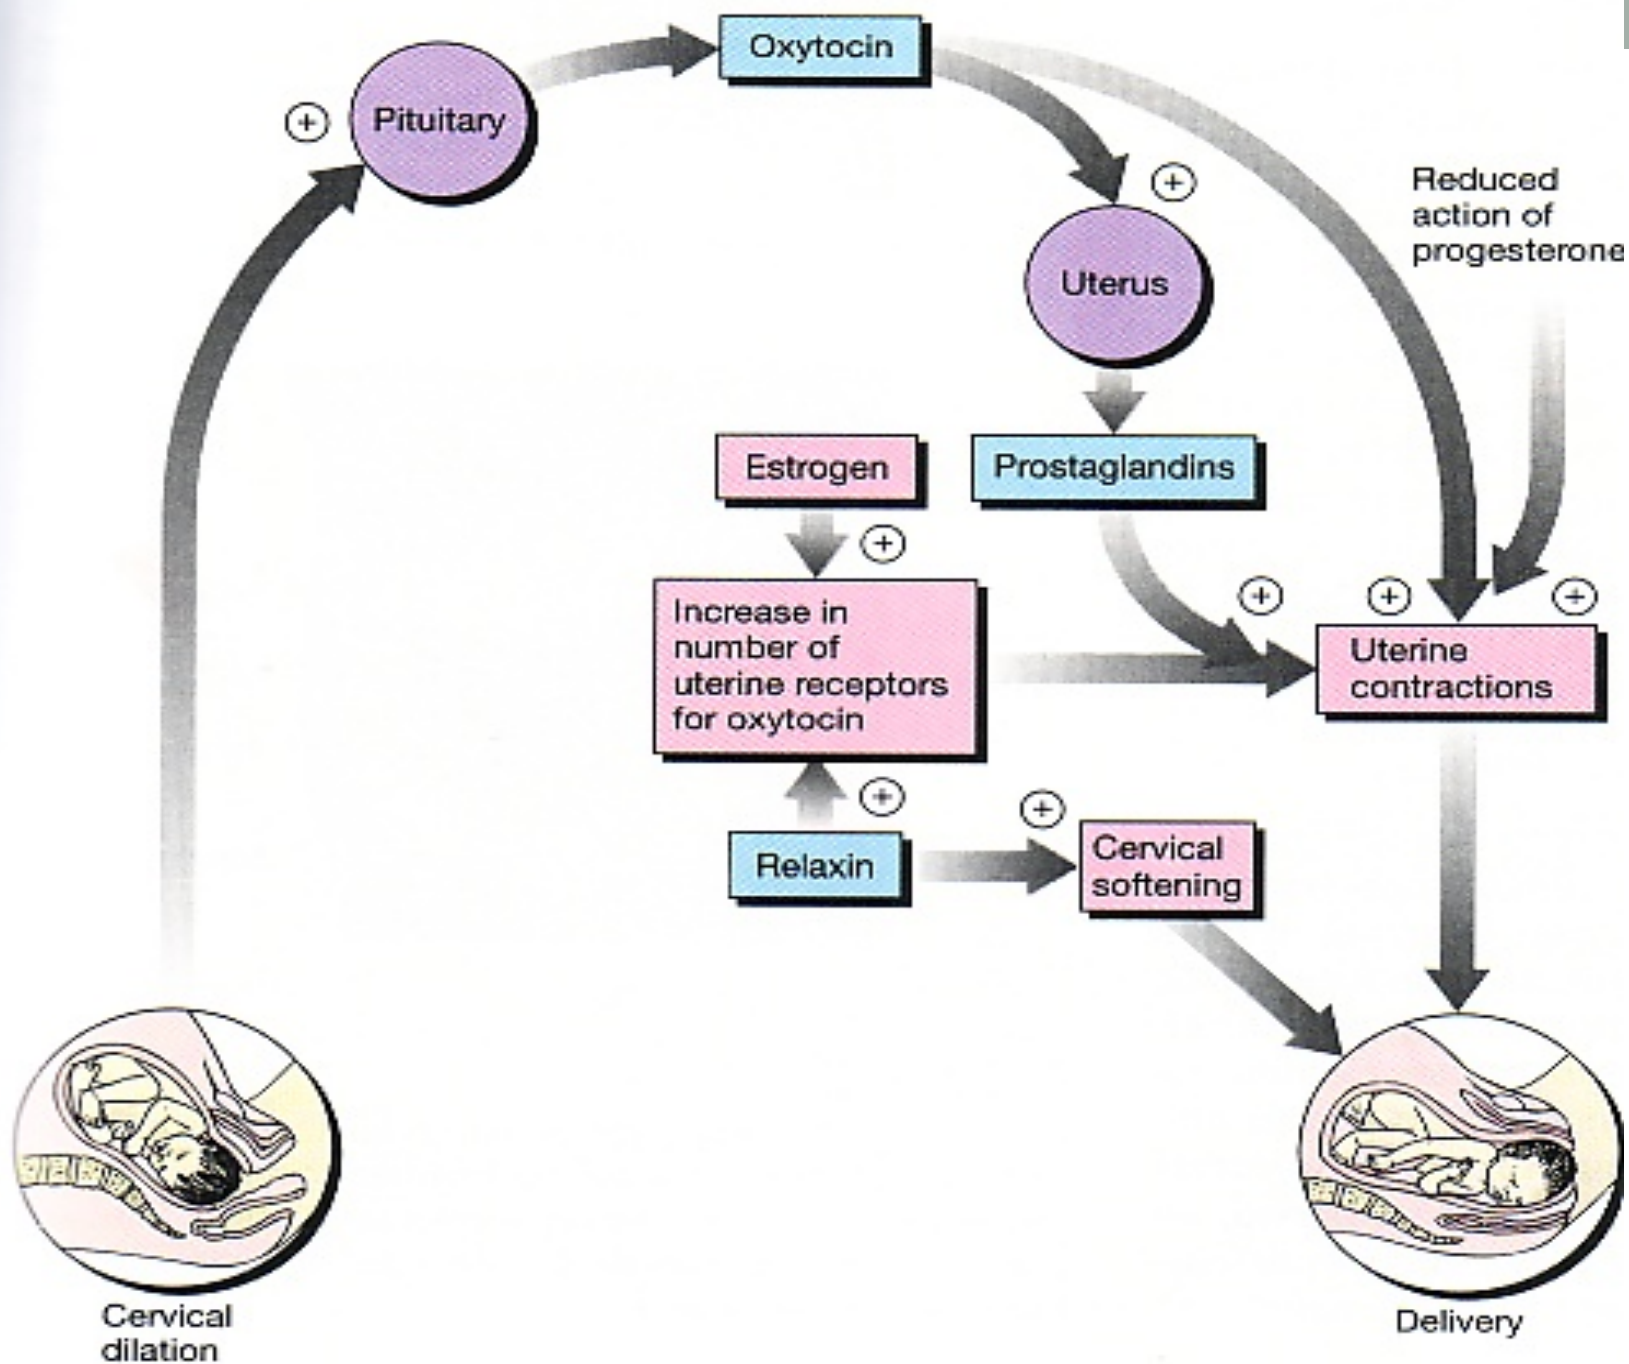 Oxytocin
Pituitary
+
+
Reduced
action of
progesterone
Uterus
Estrogen
Prostaglandins
+
Increase in
number of
uterine receptors
for oxytocin
+
+
+
Uterine
contractions
+
+
Relaxin
Cervical
softening
Cervical
dilation
Delivery